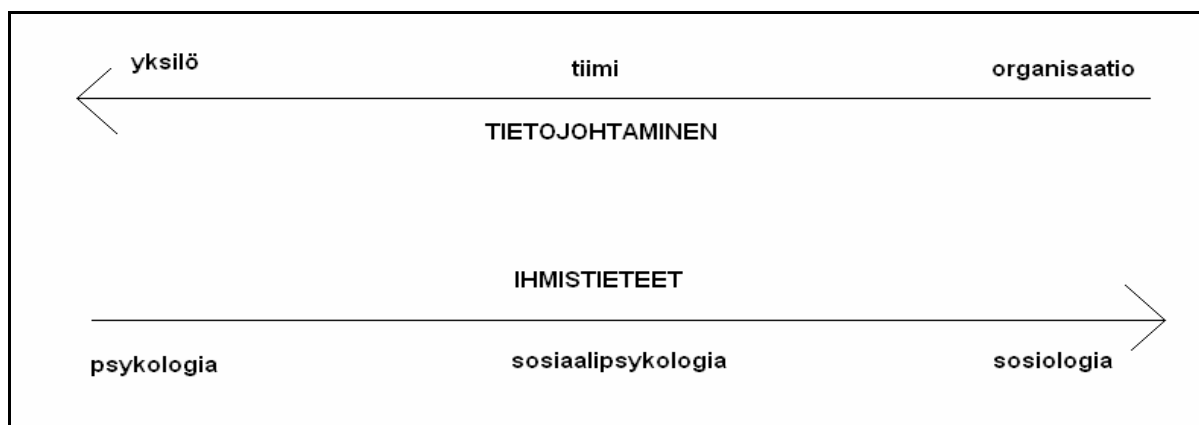 yksilö tiimi organisaatio
TIETOJOHTAMINEN
IHMISTIETEET
psykologia sosiaalipsykologia sosiologia